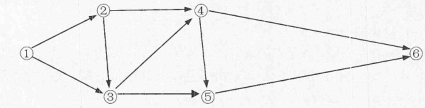 ② ④
① ⑥
③ ⑤